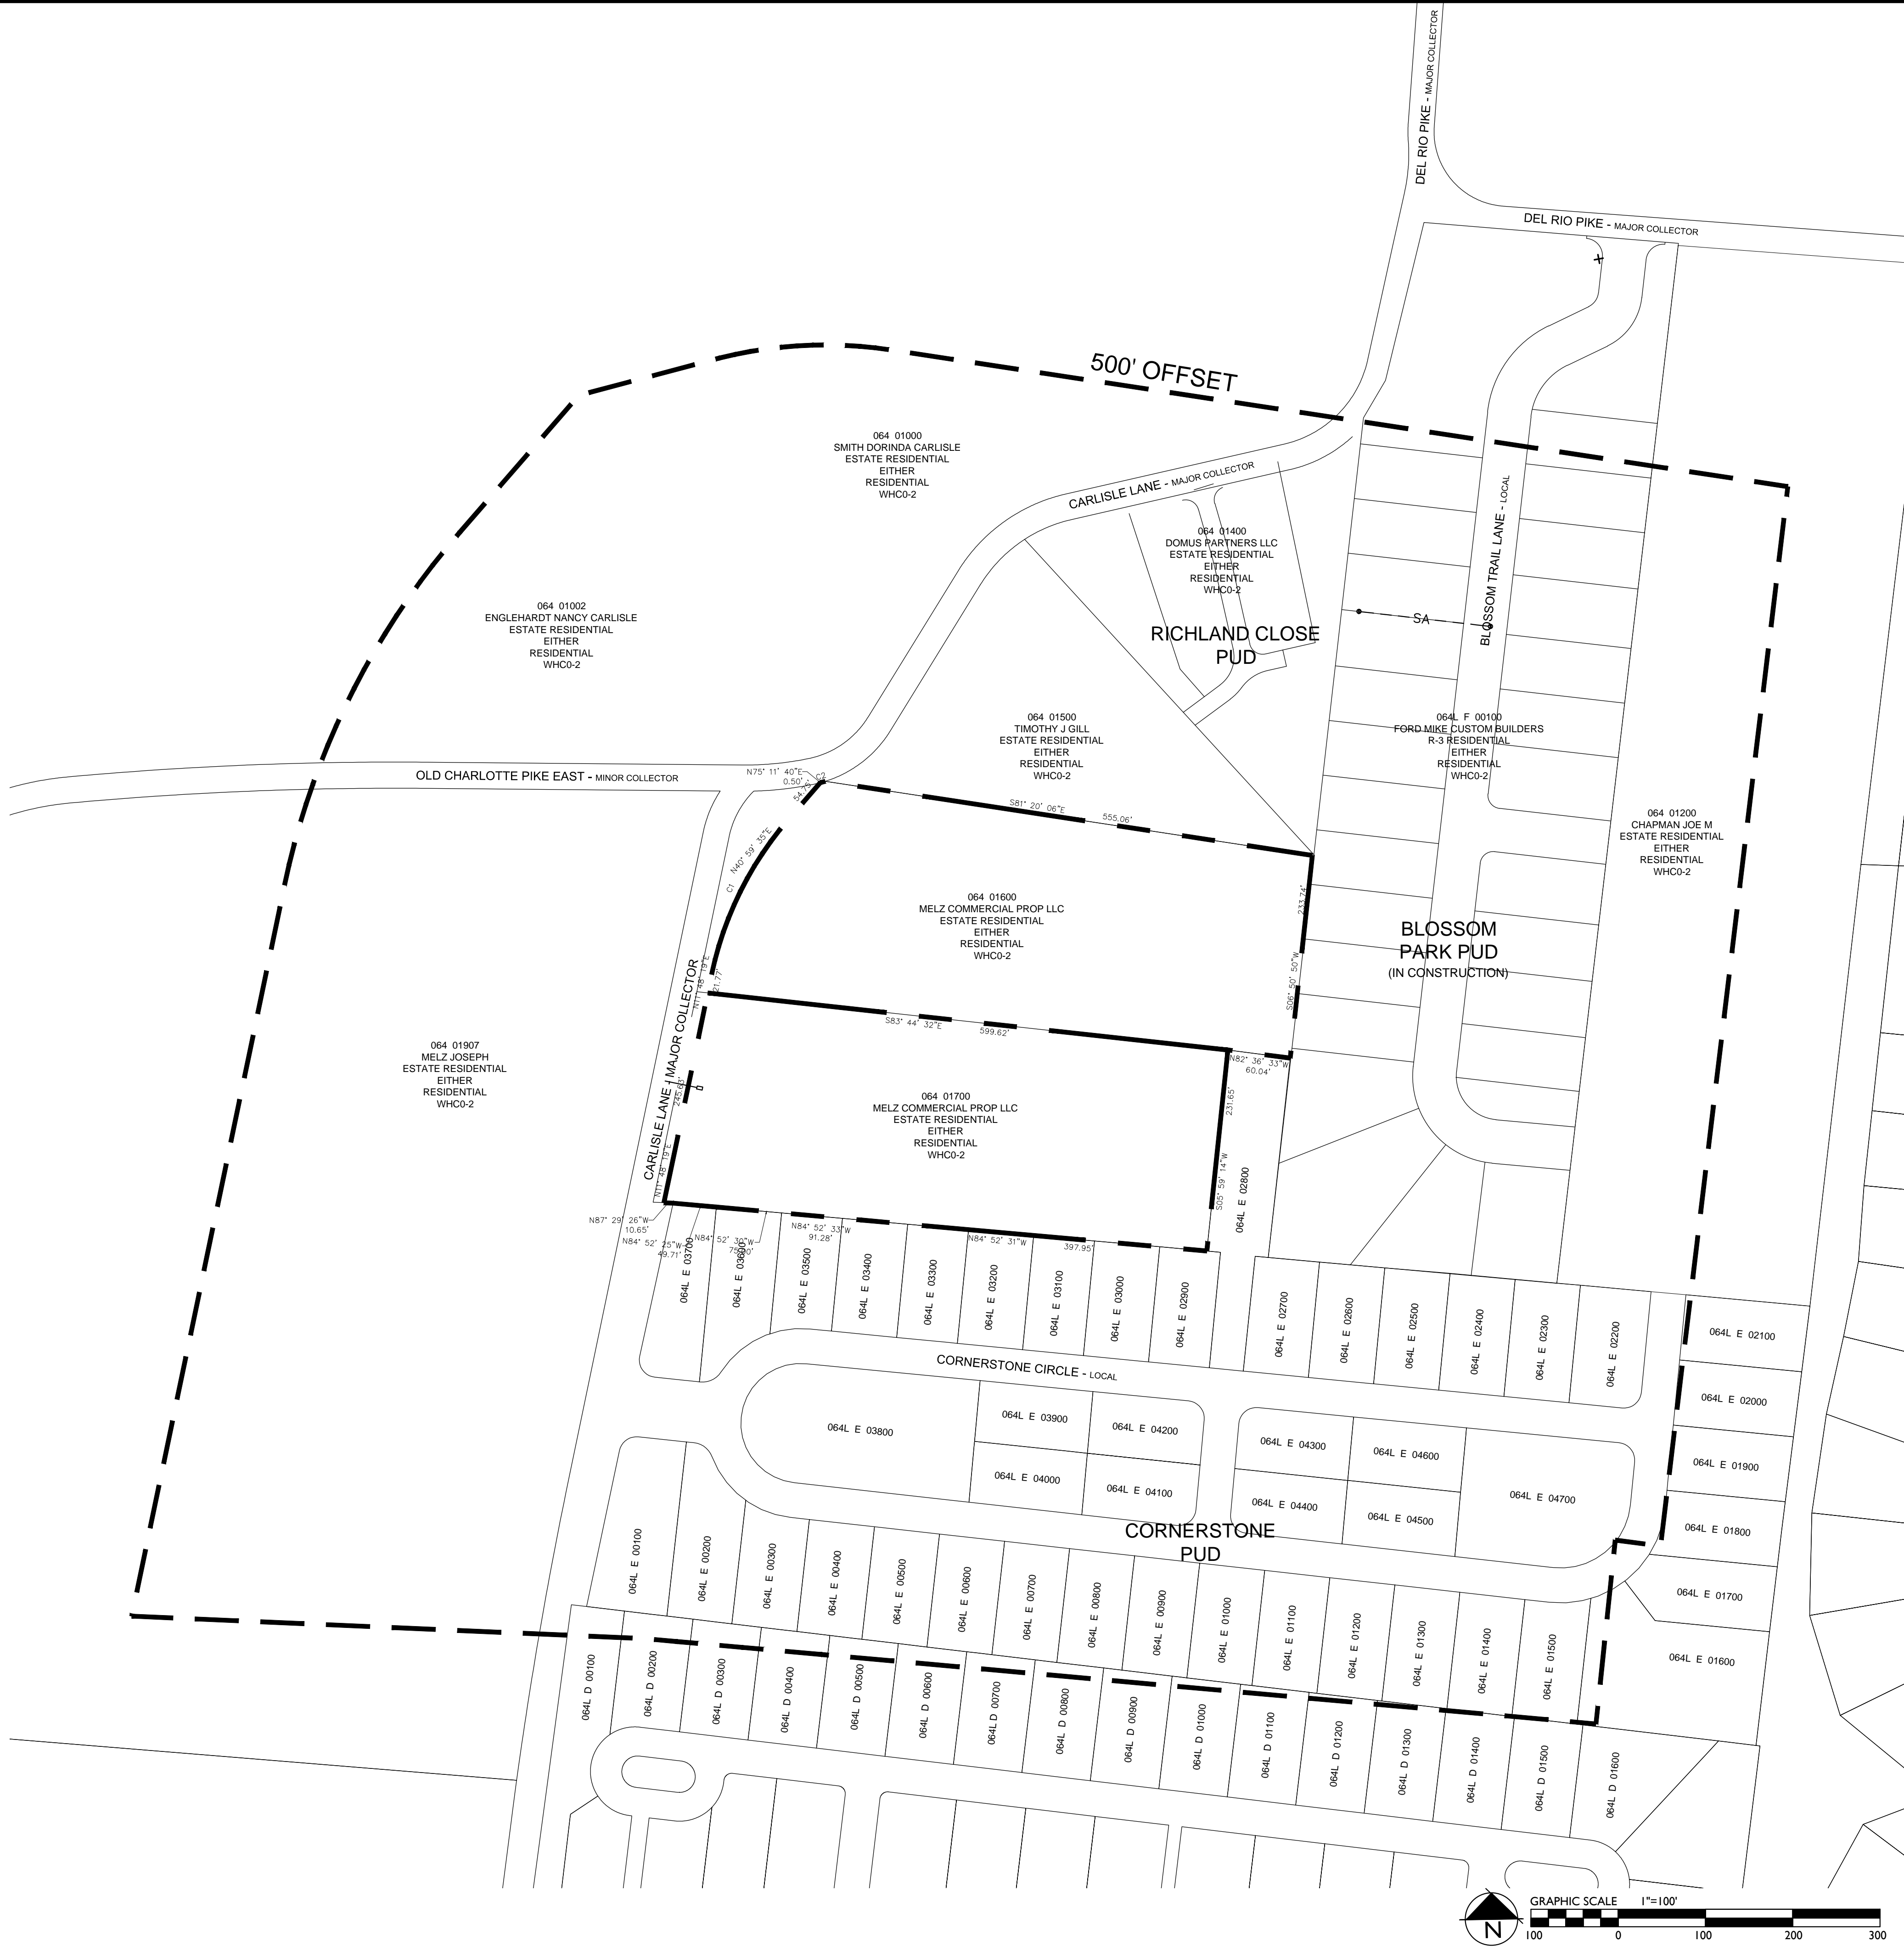 DEL RIO PIKE - MAJOR COLLECTOR
DEL RIO PIKE - MAJOR COLLECTOR
500' OFFSET
064 01000
SMITH DORINDA CARLISLE
ESTATE RESIDENTIAL
EITHER
RESIDENTIAL
WHC0-2
CARLISLE LANE - MAJOR COLLECTOR
064 01400
DOMUS PARTNERS LLC
ESTATE RESIDENTIAL
EITHER
RESIDENTIAL
WHC0-2
BLOSSOM TRAIL LANE - LOCAL
SA
064 01002
ENGLEHARDT NANCY CARLISLE
ESTATE RESIDENTIAL
EITHER
RESIDENTIAL
WHC0-2
RICHLAND CLOSE
PUD
064 01500
TIMOTHY J GILL
ESTATE RESIDENTIAL
EITHER
RESIDENTIAL
WHC0-2
064L F 00100
FORD MIKE CUSTOM BUILDERS
R-3 RESIDENTIAL
EITHER
RESIDENTIAL
WHC0-2
OLD CHARLOTTE PIKE EAST - MINOR COLLECTOR
N75° 11' 40"E
0.50'
C2
54.75'
S81° 20' 06"E
555.06'
064 01200
CHAPMAN JOE M
ESTATE RESIDENTIAL
EITHER
RESIDENTIAL
WHC0-2
N40° 59' 35"E
C1
064 01600
MELZ COMMERCIAL PROP LLC
ESTATE RESIDENTIAL
EITHER
RESIDENTIAL
WHC0-2
233.74'
S06° 50' 50"W
BLOSSOM
PARK PUD
(IN CONSTRUCTION)
N11° 48' 19"E
21.77'
S83° 44' 32"E
599.62'
N82° 36' 33"W
60.04'
CARLISLE LANE - MAJOR COLLECTOR
245.63'
N11° 48' 19"E
064 01907
MELZ JOSEPH
ESTATE RESIDENTIAL
EITHER
RESIDENTIAL
WHC0-2
064 01700
MELZ COMMERCIAL PROP LLC
ESTATE RESIDENTIAL
EITHER
RESIDENTIAL
WHC0-2
231.65'
S05° 59' 14"W
064L E 02800
N87° 29' 26"W
10.65'
N84° 52' 25"W
49.71'
N84° 52' 30"W
N84° 52' 33"W
91.28'
N84° 52' 31"W
397.95'
064L E 03700
064L E 03600
064L E 03500
064L E 03400
064L E 03300
064L E 03200
064L E 03100
064L E 03000
064L E 02900
064L E 02700
064L E 02600
064L E 02500
064L E 02400
064L E 02300
064L E 02200
064L E 02100
064L E 02000
064L E 01900
064L E 01800
064L E 01700
064L E 01600
CORNERSTONE CIRCLE - LOCAL
064L E 03800
064L E 03900
064L E 04200
064L E 04000
064L E 04100
064L E 04300
064L E 04600
064L E 04400
064L E 04500
064L E 04700
CORNERSTONE
PUD
064L E 00100
064L E 00200
064L E 00300
064L E 00400
064L E 00500
064L E 00600
064L E 00700
064L E 00800
064L E 00900
064L E 01000
064L E 01100
064L E 01200
064L E 01300
064L E 01400
064L E 01500
064L D 00100
064L D 00200
064L D 00300
064L D 00400
064L D 00500
064L D 00600
064L D 00700
064L D 00800
064L D 00900
064L D 01000
064L D 01100
064L D 01200
064L D 01300
064L D 01400
064L D 01500
064L D 01600
N
GRAPHIC SCALE 1"=100'
100 0 100 200 300